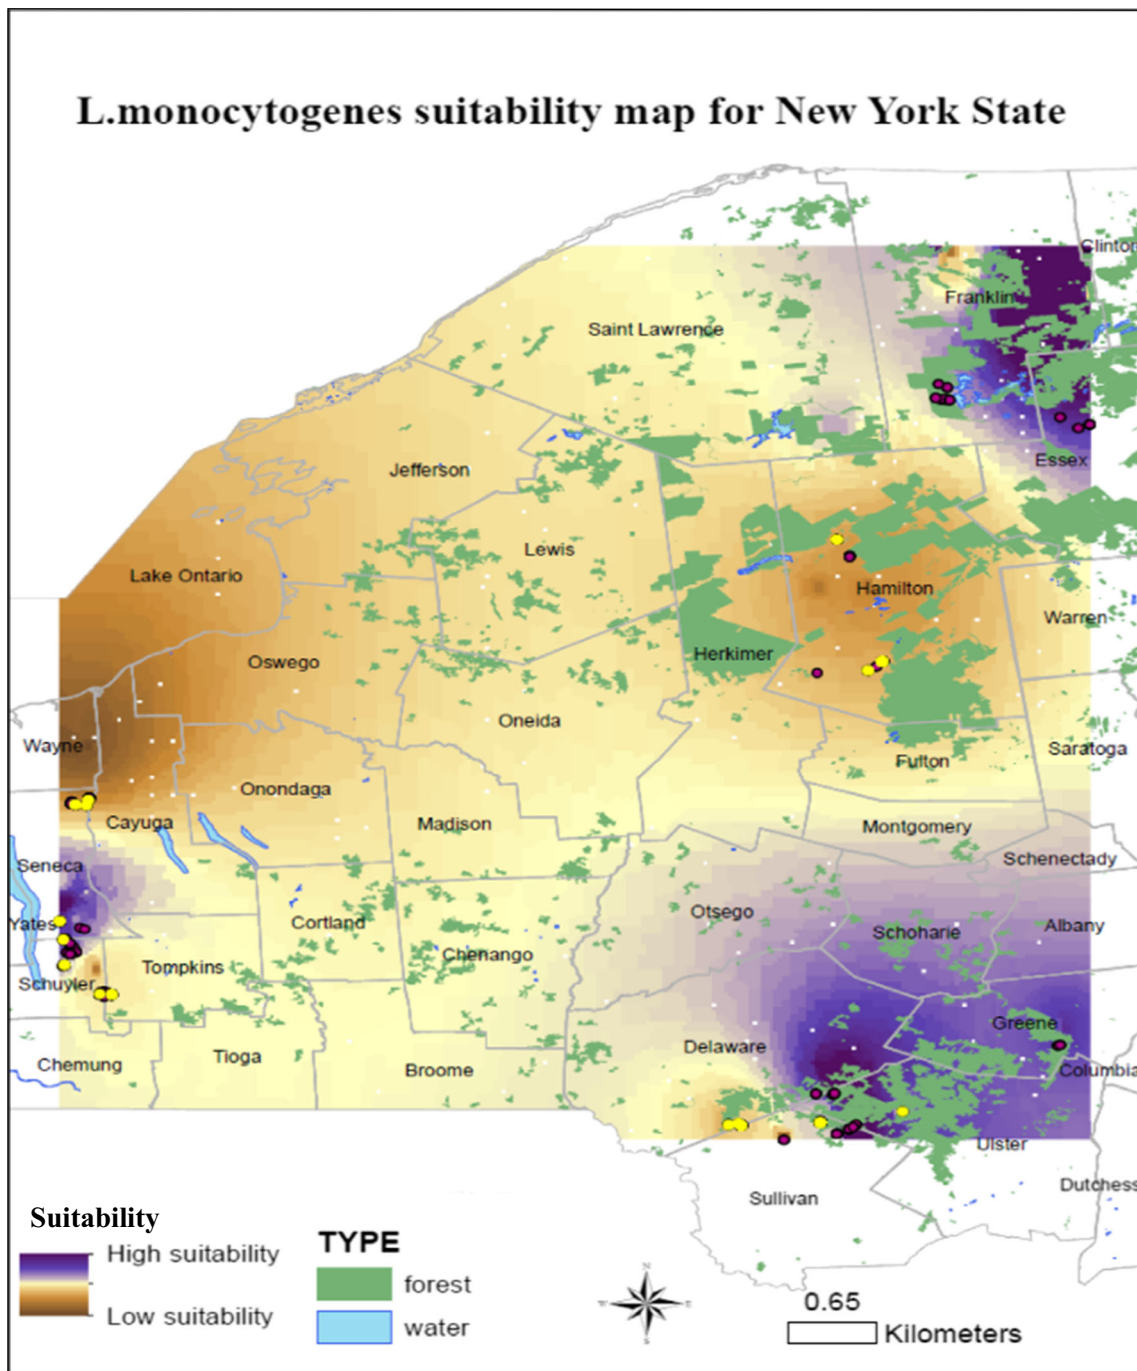 L.monocytogenes suitability map for New York State
Clinton
Franklin
Saint Lawrence
Essex
Jefferson
Lewis
Lake Ontario
Hamilton
Warren
Herkimer
Oswego
Oneida
Wayne
Saratoga
Fulton
Onondaga
Cayuga
Madison
Montgomery
Schenectady
Seneca
Otsego
Yates
Cortland
Schoharie
Albany
Chenango
Tompkins
Schuyler
Greene
Delaware
Tioga
Chemung
Broome
Columbia
Ulster
Dutchess
Sullivan
Suitability
High suitability
Low suitability
TYPE
forest
water
N
W
E
S
0.65
Kilometers